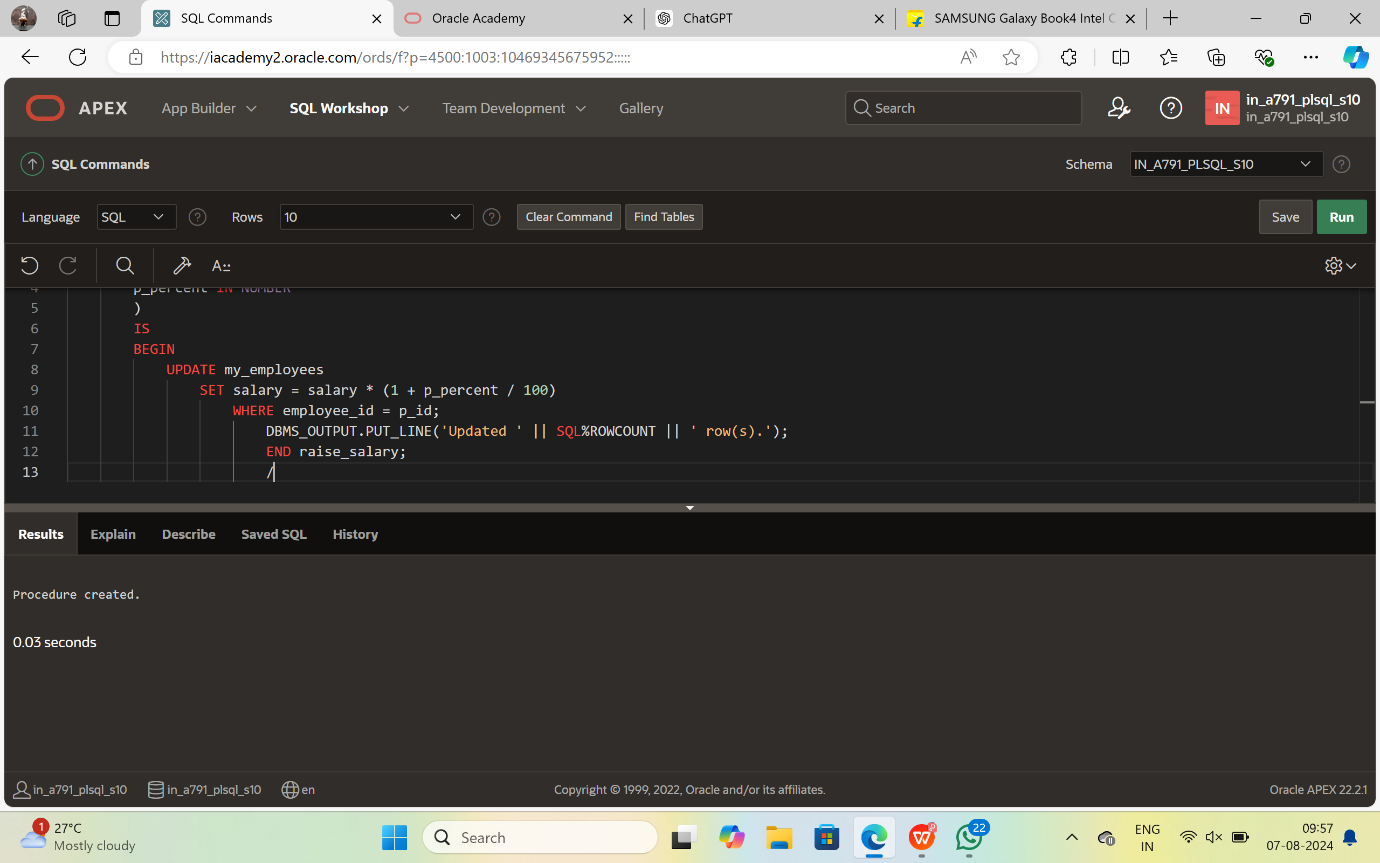 SQL Commands
Oracle Academy
ChatGPT
SAMSUNG Galaxy Book4 Intel C
https://iacademy2.oracle.com/ords/f?p=4500:1003:10469345675952:::::
APEX
App Builder
SQL Workshop
Team Development
Gallery
Search
IN
in_a791_plsql_s10
in_a791_plsql_s10
SQL Commands
Schema
IN_A791_PLSQL_S10
Language
SQL
Rows
10
Clear Command
Find Tables
Save
Run
4 p_percent IN NUMBER
5 )
6 IS
7 BEGIN
8 UPDATE my_employees
9 SET salary = salary * (1 + p_percent / 100)
10 WHERE employee_id = p_id;
11 DBMS_OUTPUT.PUT_LINE('Updated ' || SQL%ROWCOUNT || ' row(s).');
12 END raise_salary;
13 /
Results
Explain
Describe
Saved SQL
History
Procedure created.
0.03 seconds
in_a791_plsql_s10
in_a791_plsql_s10
en
Copyright © 1999, 2022, Oracle and/or its affiliates.
Oracle APEX 22.2.1
1
27°C
Mostly cloudy
Search
22
ENG
IN
09:57
07-08-2024